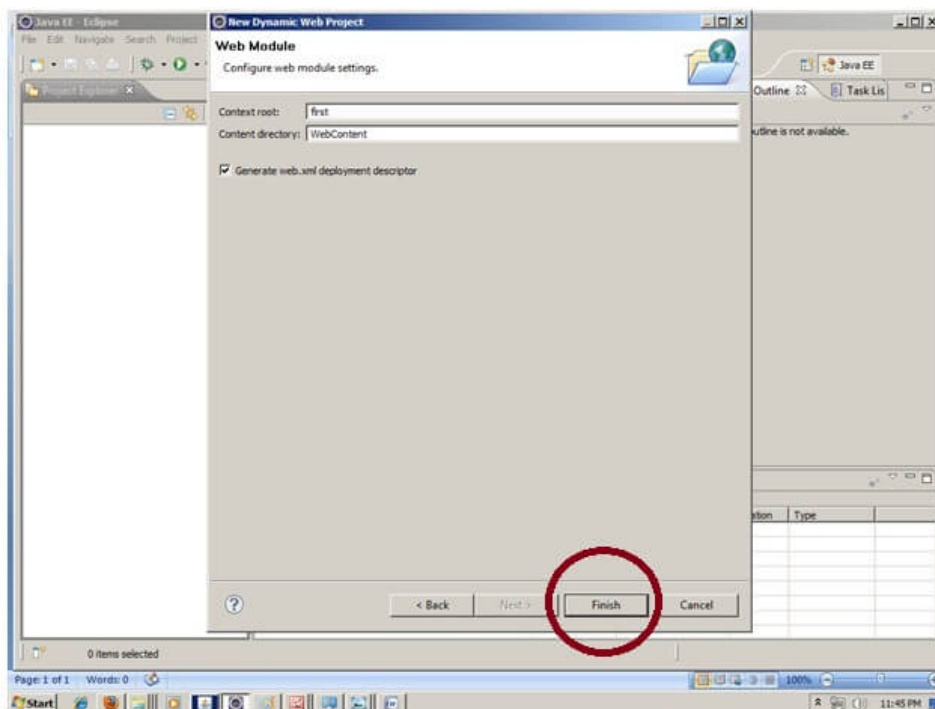 Java EE - Eclipse
File Edit Navigate Search Project
Project Explorer
New Dynamic Web Project
Web Module
Configure web module settings.
Context root: first
Content directory: WebContent
Generate web.xml deployment descriptor
Java EE
Outline Task Lis
utline is not available.
ation Type
< Back Next > Finish Cancel
0 items selected
Page: 1 of 1 Words: 0 100%
Start 11:45 PM